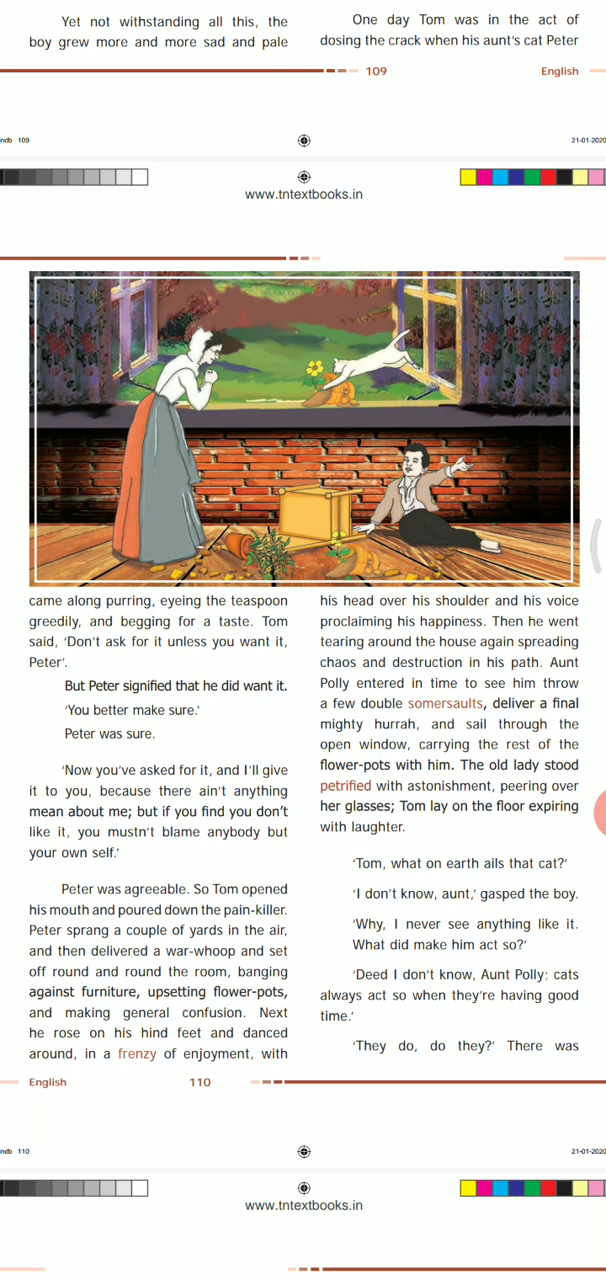 Yet not withstanding all this, the
boy grew more and more sad and pale
One day Tom was in the act of
dosing the crack when his aunt's cat Peter
109
English
indb 109
21-01-2020
www.tntextbooks.in
came along purring, eyeing the teaspoon
greedily, and begging for a taste. Tom
said, 'Don't ask for it unless you want it,
Peter'.
But Peter signified that he did want it.
'You better make sure.'
Peter was sure.
'Now you've asked for it, and I'll give
it to you, because there ain't anything
mean about me; but if you find you don't
like it, you mustn't blame anybody but
your own self.'
Peter was agreeable. So Tom opened
his mouth and poured down the pain-killer.
Peter sprang a couple of yards in the air,
and then delivered a war-whoop and set
off round and round the room, banging
against furniture, upsetting flower-pots,
and making general confusion. Next
he rose on his hind feet and danced
around, in a frenzy of enjoyment, with
his head over his shoulder and his voice
proclaiming his happiness. Then he went
tearing around the house again spreading
chaos and destruction in his path. Aunt
Polly entered in time to see him throw
a few double somersaults, deliver a final
mighty hurrah, and sail through the
open window, carrying the rest of the
flower-pots with him. The old lady stood
petrified with astonishment, peering over
her glasses; Tom lay on the floor expiring
with laughter.
'Tom, what on earth ails that cat?'
'I don't know, aunt,' gasped the boy.
'Why, I never see anything like it.
What did make him act so?'
'Deed I don't know, Aunt Polly; cats
always act so when they're having good
time.'
'They do, do they?' There was
English
110
indb 110
21-01-2020
www.tntextbooks.in